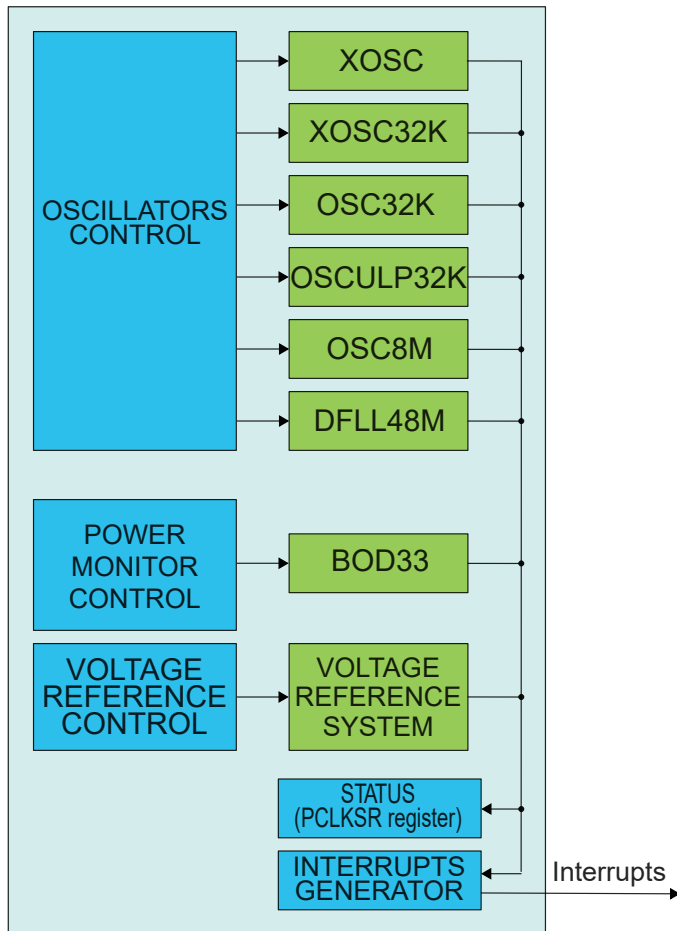 XOSC
XOSC32K
OSCILLATORS
CONTROL
OSC32K
OSCULP32K
OSC8M
DFLL48M
POWER
MONITOR
CONTROL
BOD33
VOLTAGE
REFERENCE
CONTROL
VOLTAGE
REFERENCE
SYSTEM
STATUS
(PCLKSR register)
INTERRUPTS
GENERATOR
Interrupts